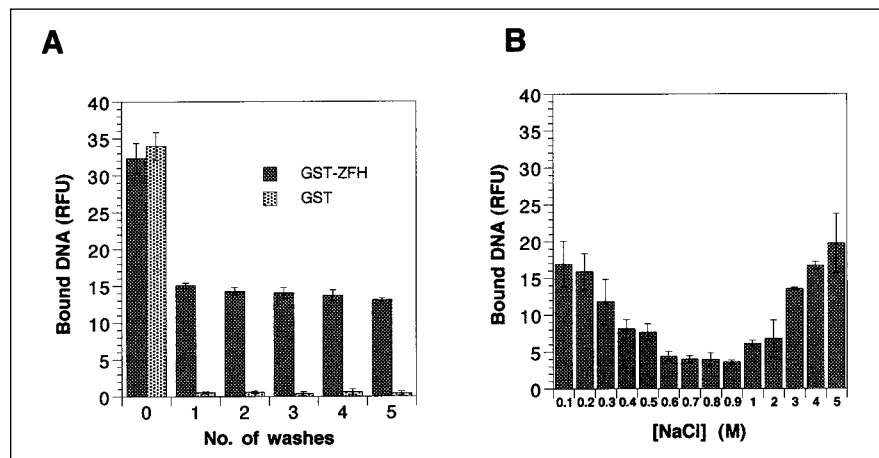 A
Bound DNA (RFU)
40
35
30
25
20
15
10
5
0
GST-ZFH
GST
0 1 2 3 4 5
No. of washes
B
Bound DNA (RFU)
40
35
30
25
20
15
10
5
0
0.1 0.2 0.3 0.4 0.5 0.6 0.7 0.8 0.9 1 2 3 4 5
[NaCl] (M)